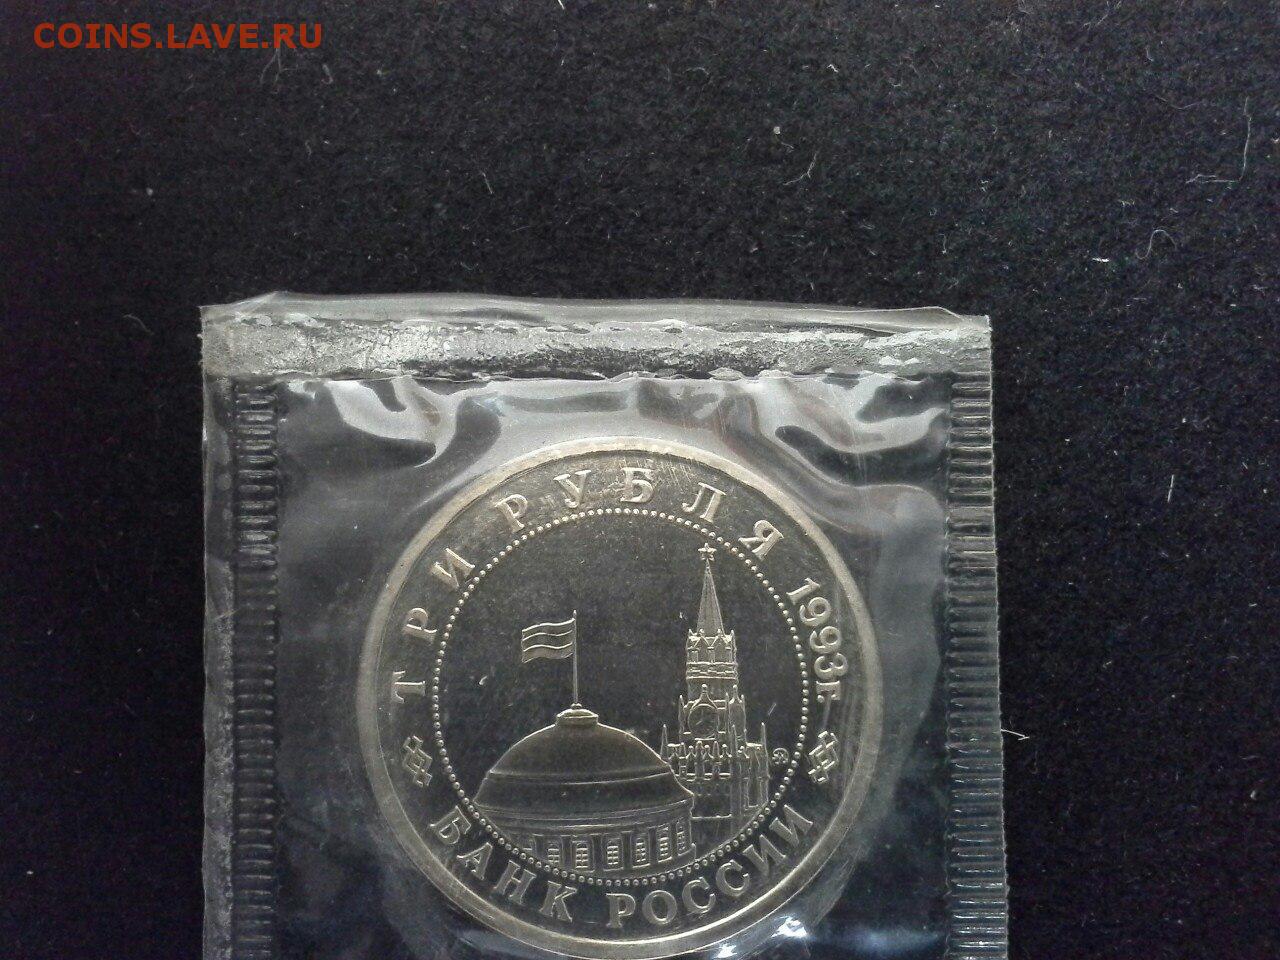 COINS.LAVE.RU
ТРИ РУБЛЯ 1993г.
БАНК РОССИИ